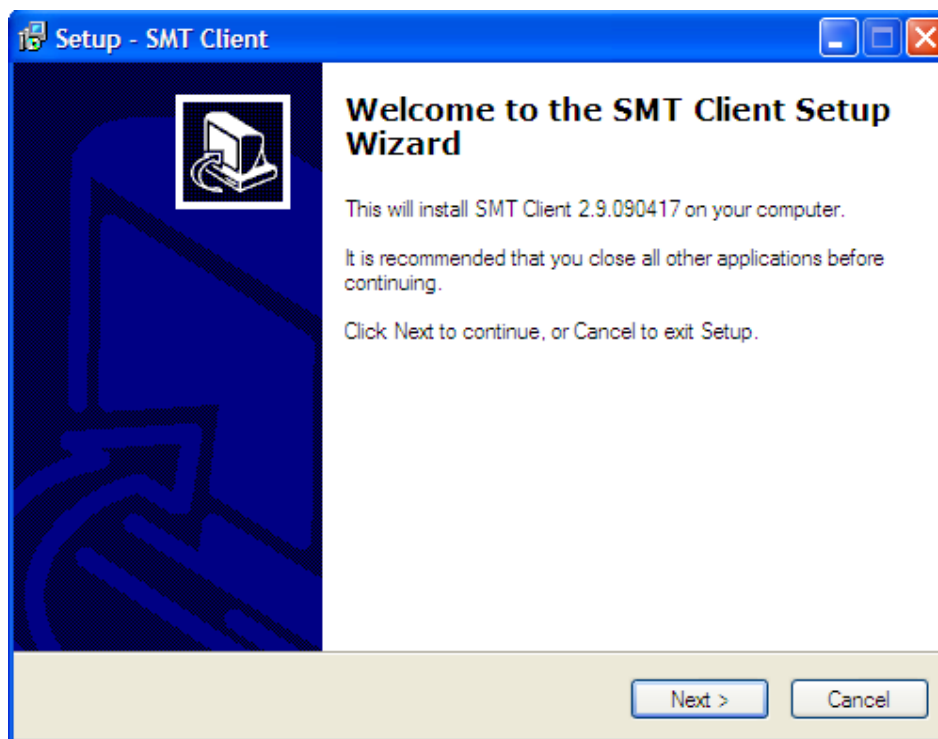 Setup - SMT Client
Welcome to the SMT Client Setup
Wizard
This will install SMT Client 2.9.090417 on your computer.
It is recommended that you close all other applications before
continuing.
Click Next to continue, or Cancel to exit Setup.
Next >
Cancel